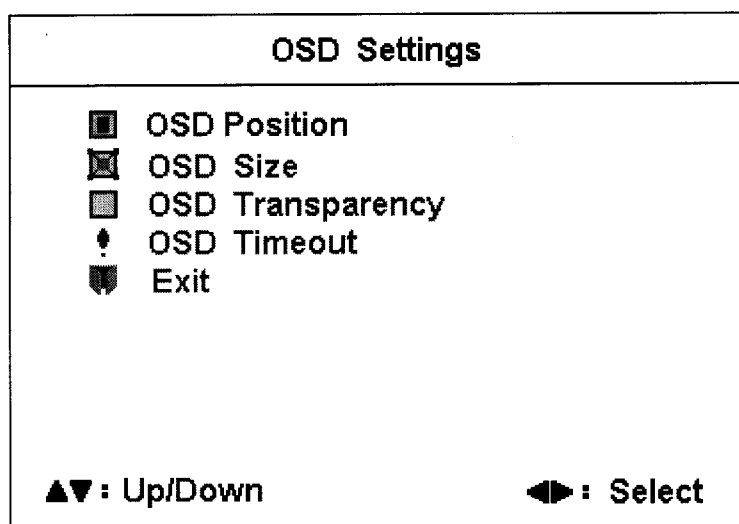 OSD Settings
OSD Position
OSD Size
OSD Transparency
OSD Timeout
Exit
▲▼: Up/Down
◀▶: Select